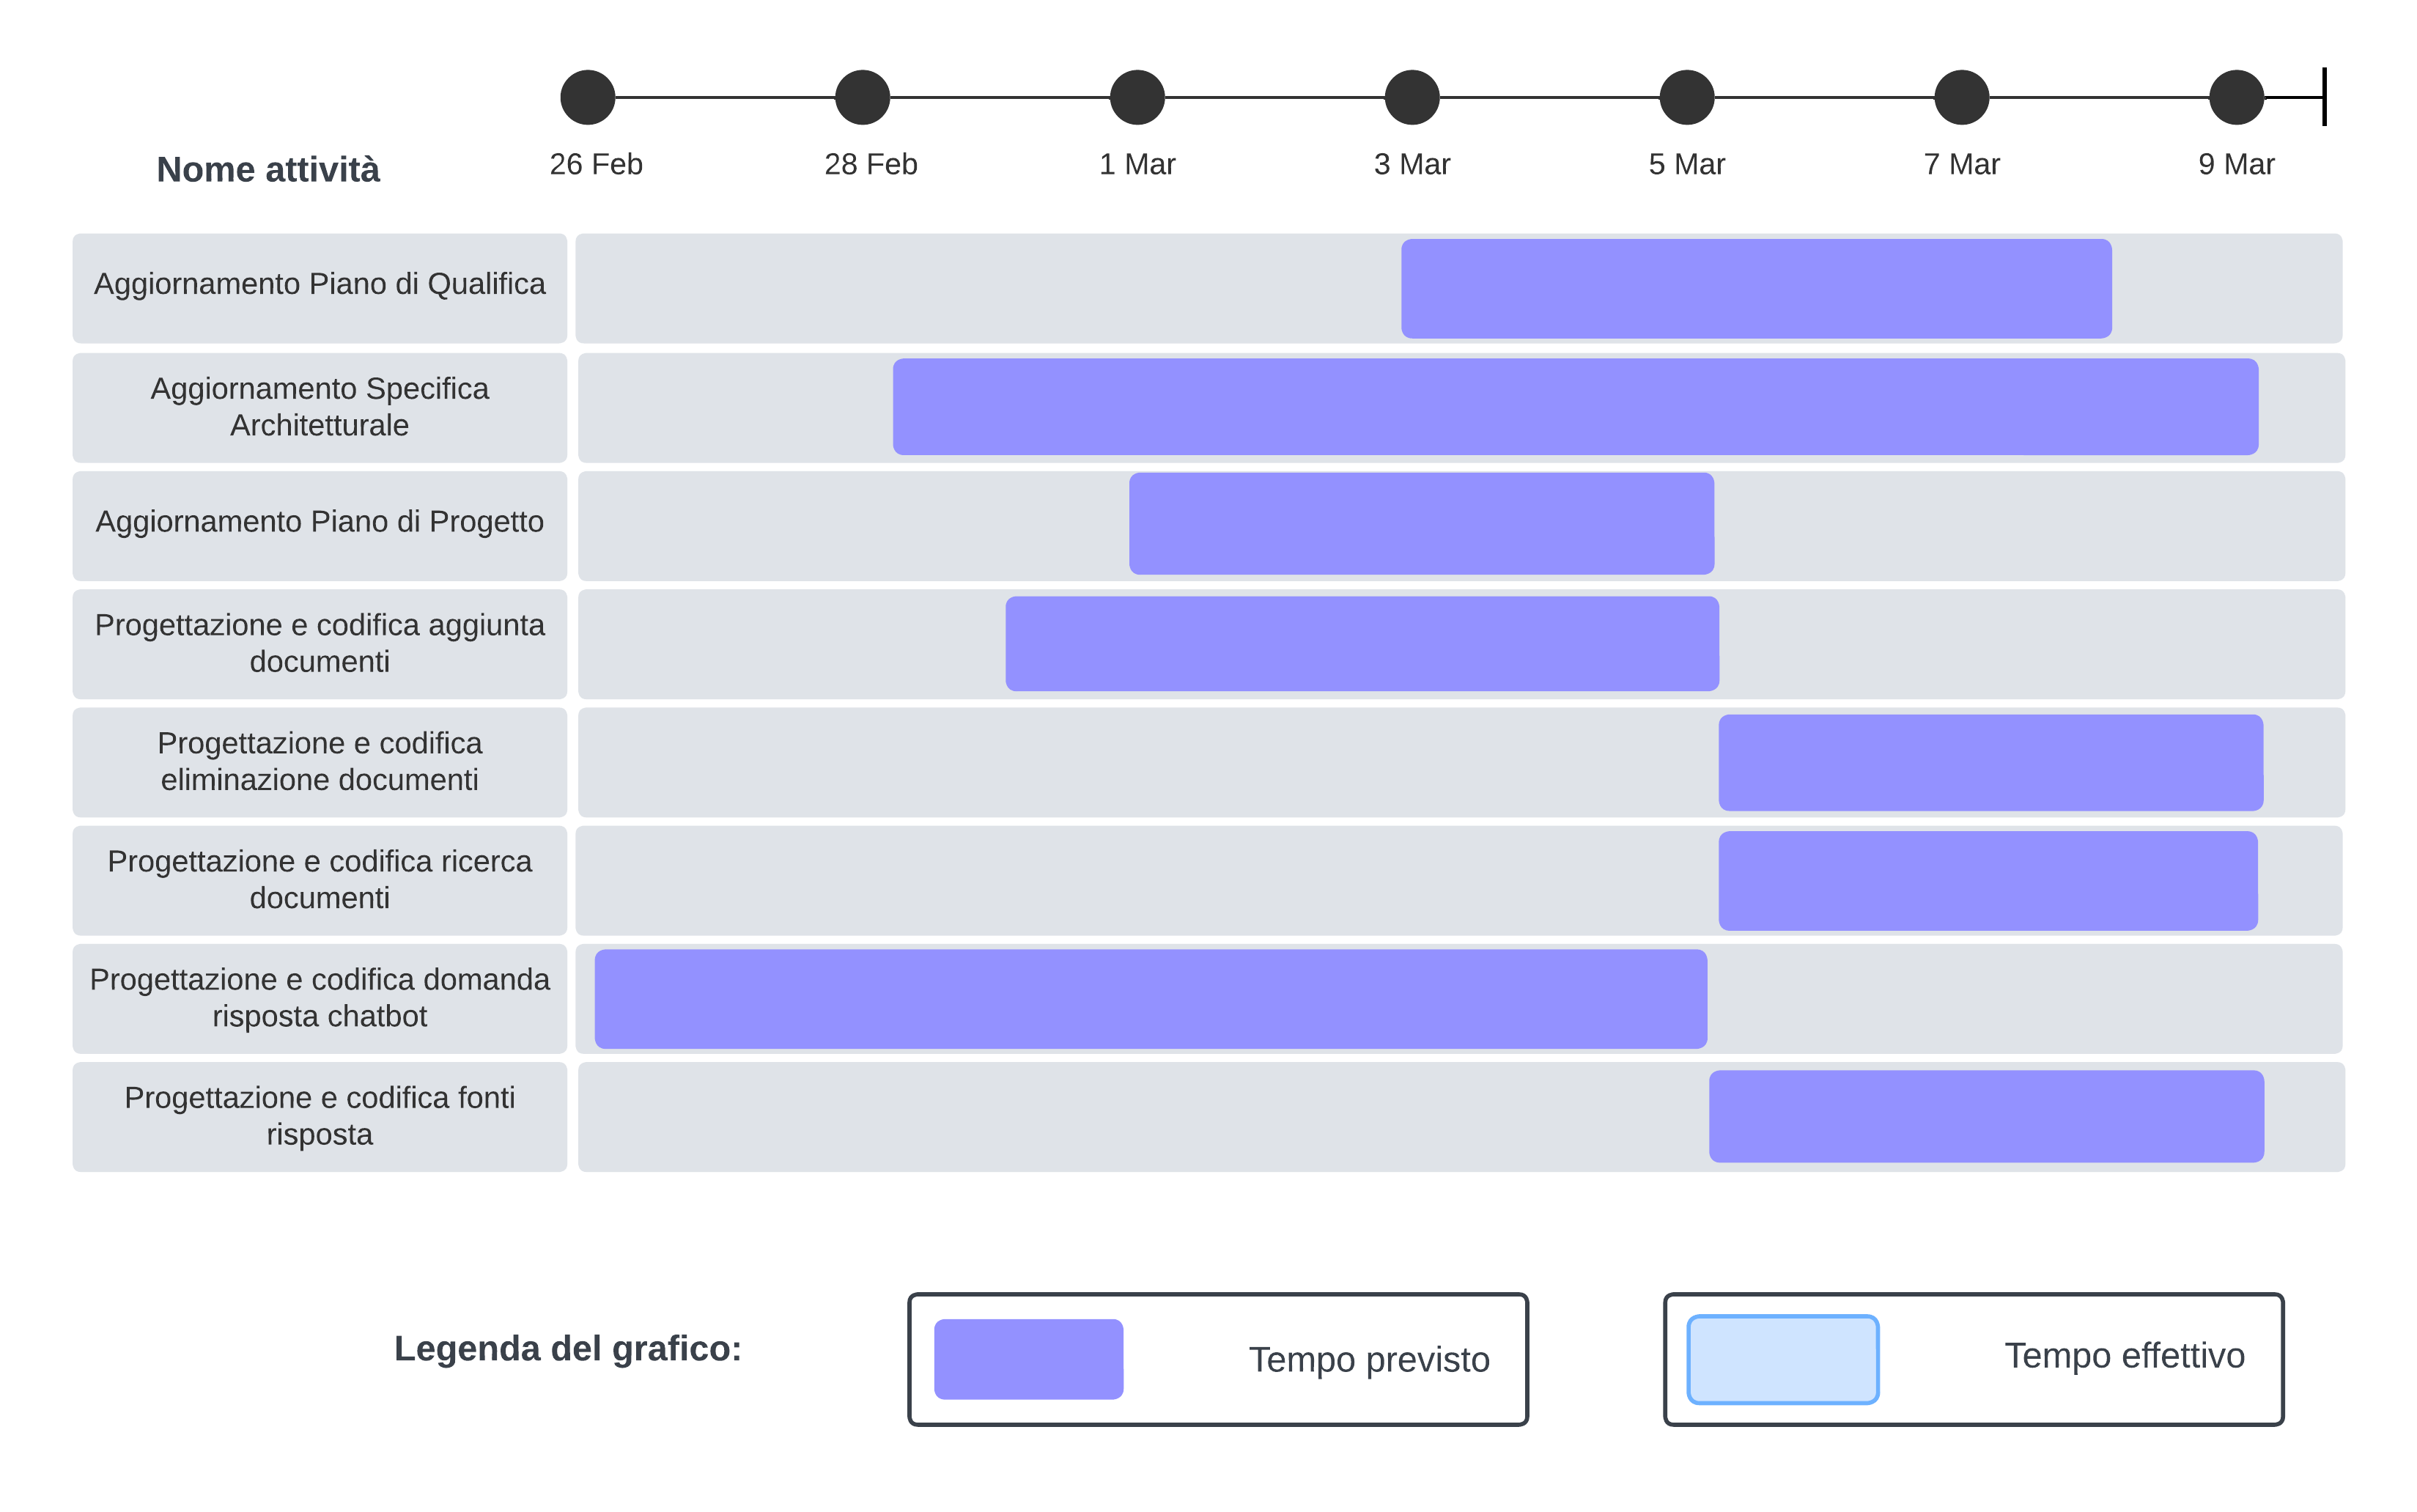 26 Feb
28 Feb
1 Mar
3 Mar
5 Mar
7 Mar
9 Mar
Nome attività
Aggiornamento Piano di Qualifica
Aggiornamento Specifica
Architetturale
Aggiornamento Piano di Progetto
Progettazione e codifica aggiunta
documenti
Progettazione e codifica
eliminazione documenti
Progettazione e codifica ricerca
documenti
Progettazione e codifica domanda
risposta chatbot
Progettazione e codifica fonti
risposta
Legenda del grafico:
Tempo previsto
Tempo effettivo